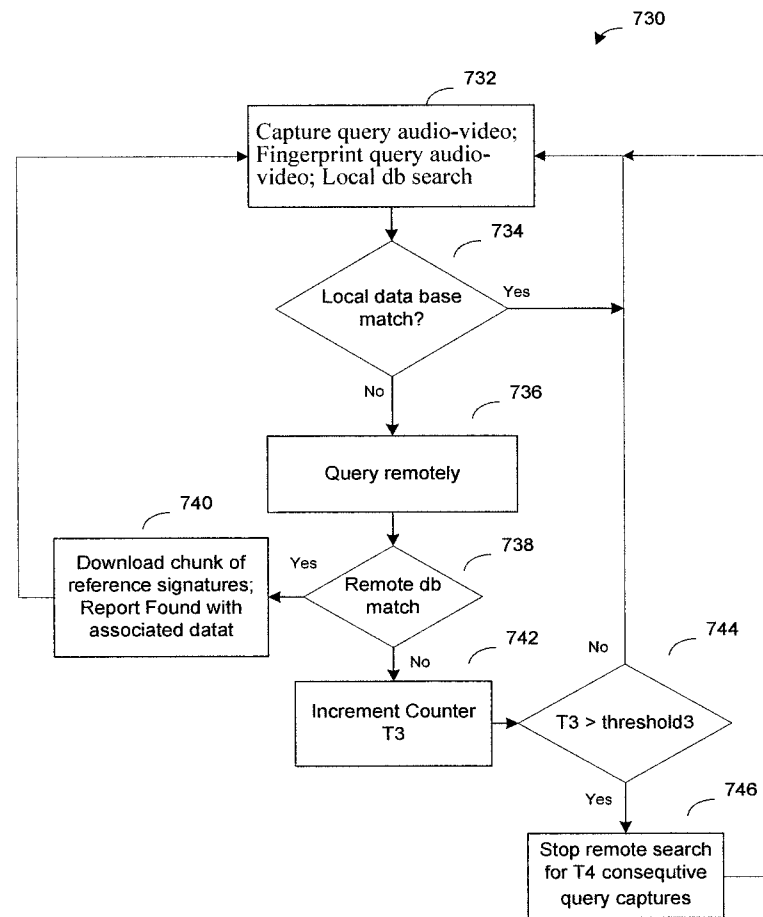 730
732
Capture query audio-video;
Fingerprint query audio-
video; Local db search
734
Local data base
match?
Yes
No
736
Query remotely
740
Download chunk of
reference signatures;
Report Found with
associated datat
Yes
738
Remote db
match
No
742
Increment Counter
T3
744
No
T3 > threshold3
Yes
746
Stop remote search
for T4 consequtive
query captures